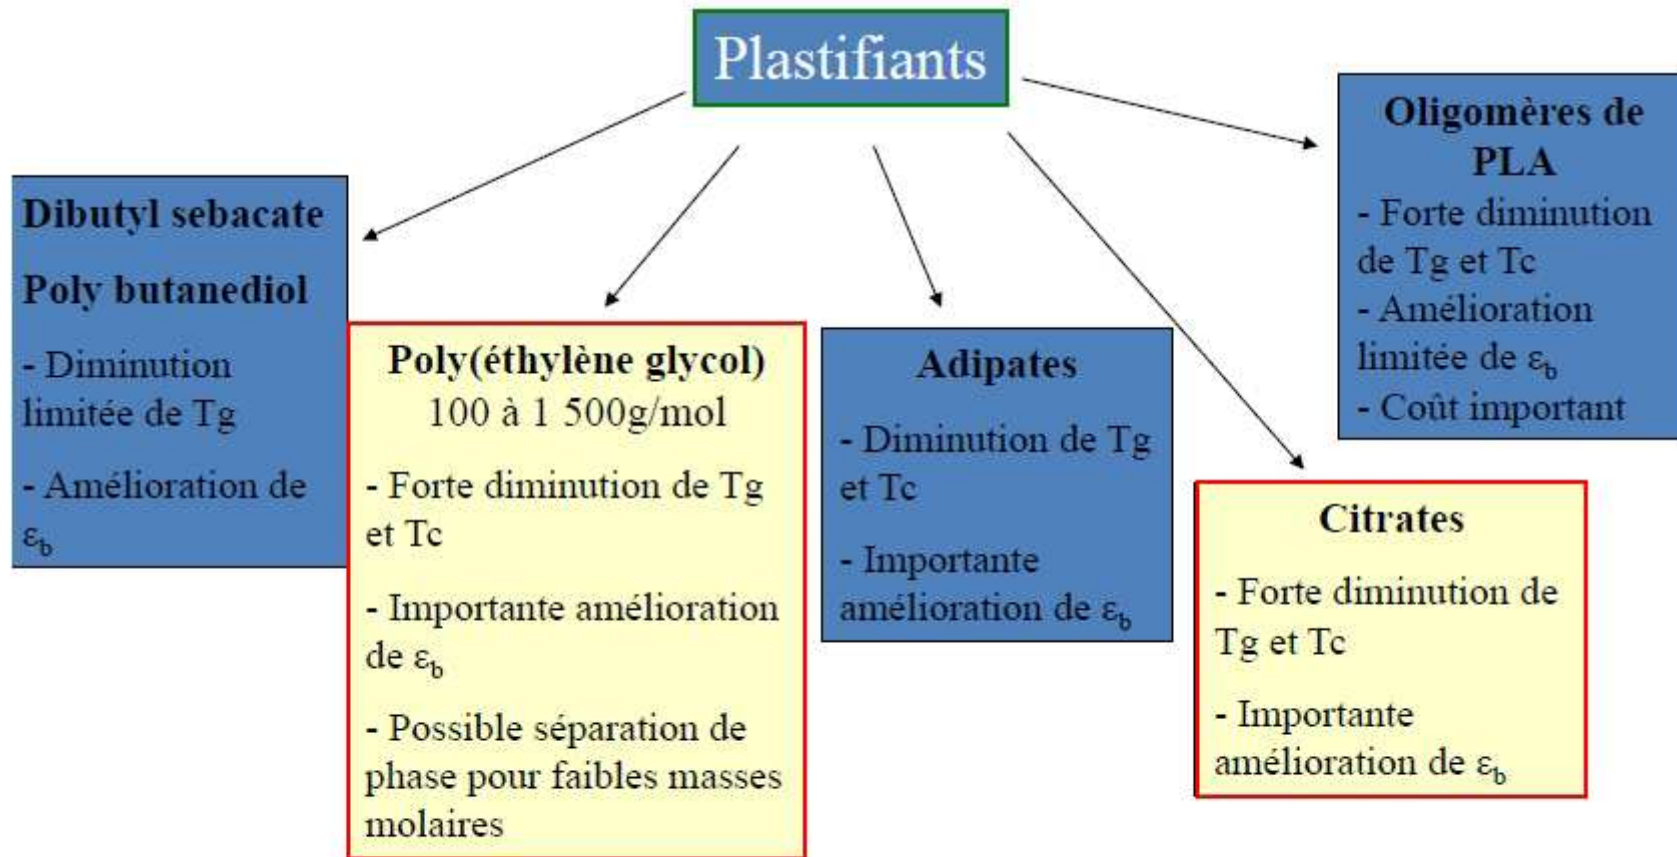 Plastifiants
Dibutyl sebacate
Poly butanediol
- Diminution
limitée de Tg
- Amélioration de
εb
Poly(éthylène glycol)
100 à 1 500g/mol
- Forte diminution de Tg
et Tc
- Importante amélioration
de εb
- Possible séparation de
phase pour faibles masses
molaires
Adipates
- Diminution de Tg
et Tc
- Importante
amélioration de εb
Citrates
- Forte diminution de
Tg et Tc
- Importante
amélioration de εb
Oligomères de
PLA
- Forte diminution
de Tg et Tc
- Amélioration
limitée de εb
- Coût important